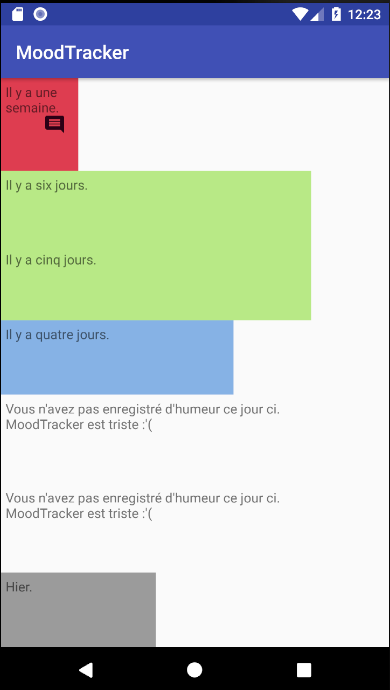 12:23
MoodTracker
Il y a une
semaine.
Il y a six jours.
Il y a cinq jours.
Il y a quatre jours.
Vous n'avez pas enregistré d'humeur ce jour ci.
MoodTracker est triste :'(
Vous n'avez pas enregistré d'humeur ce jour ci.
MoodTracker est triste :'(
Hier.